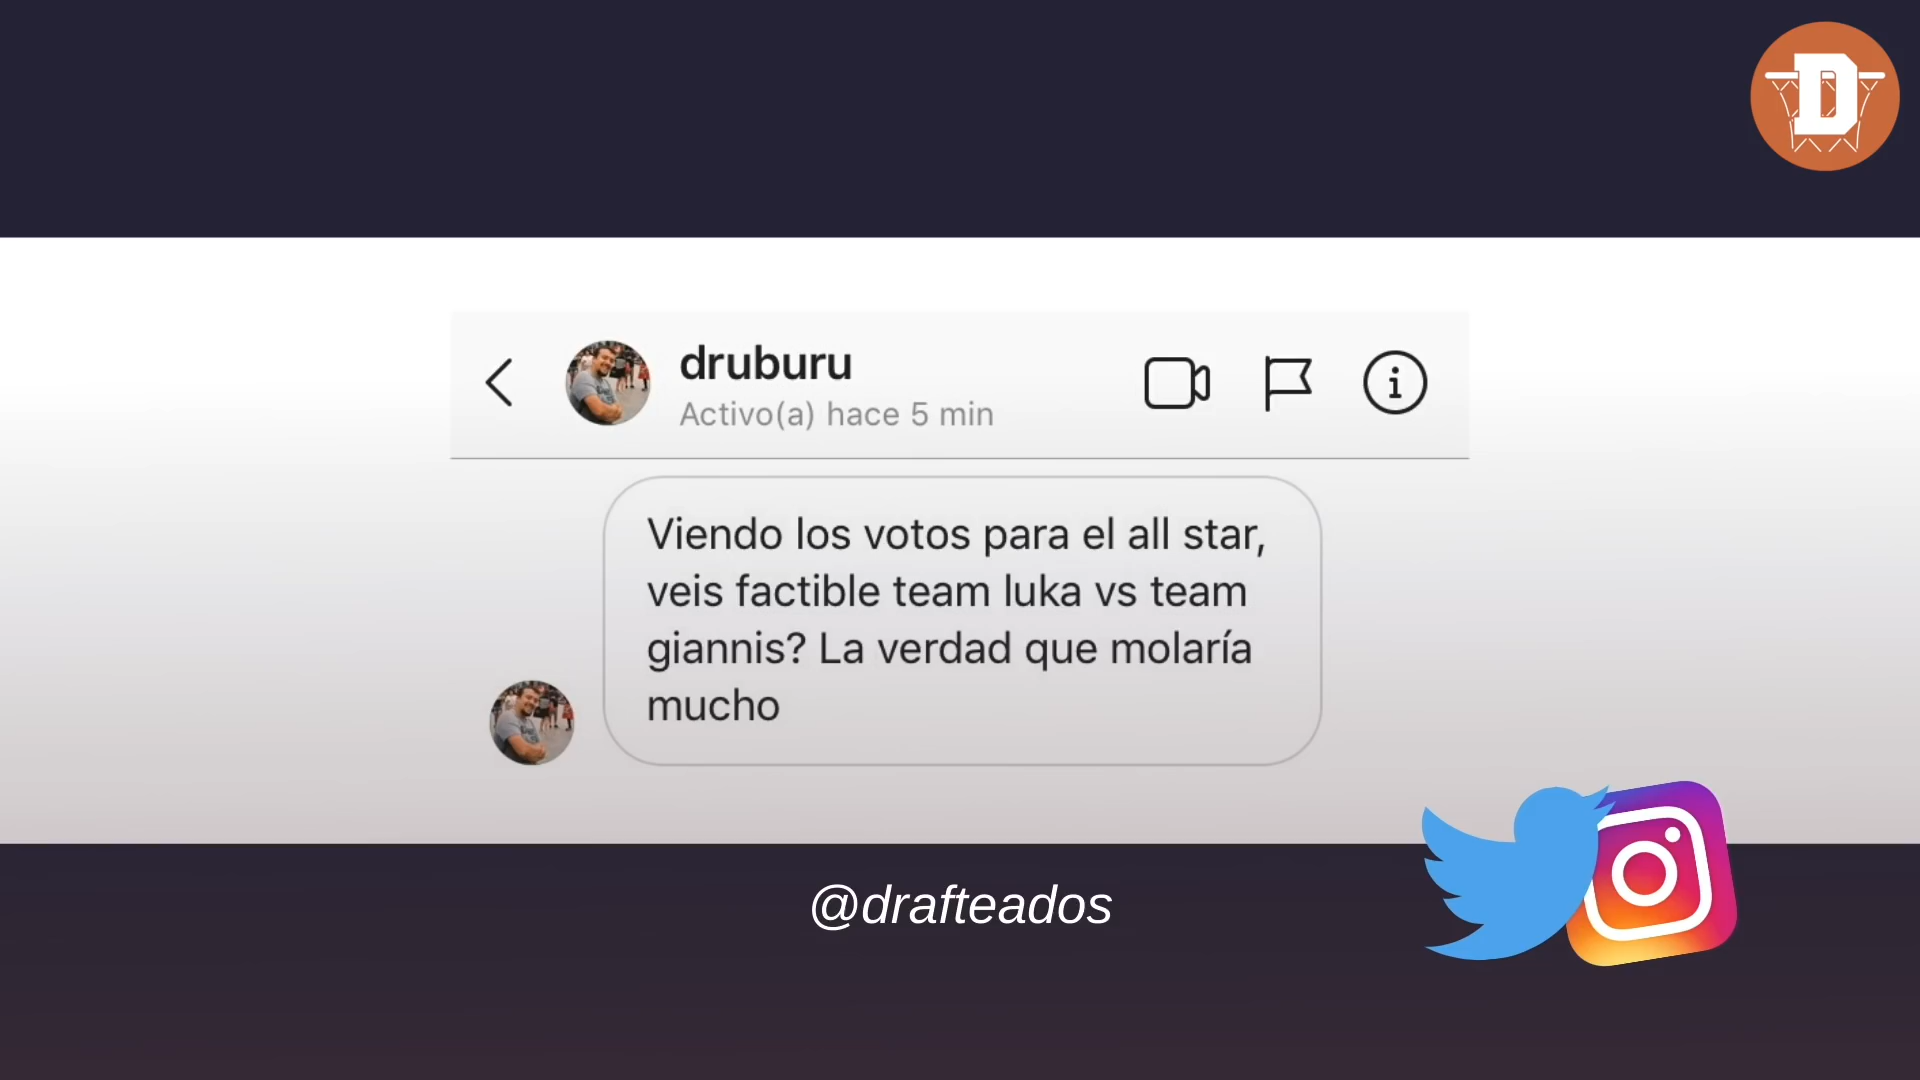 D
druburu
Activo(a) hace 5 min
Viendo los votos para el all star,
veis factible team luka vs team
giannis? La verdad que molaría
mucho
@drafteados